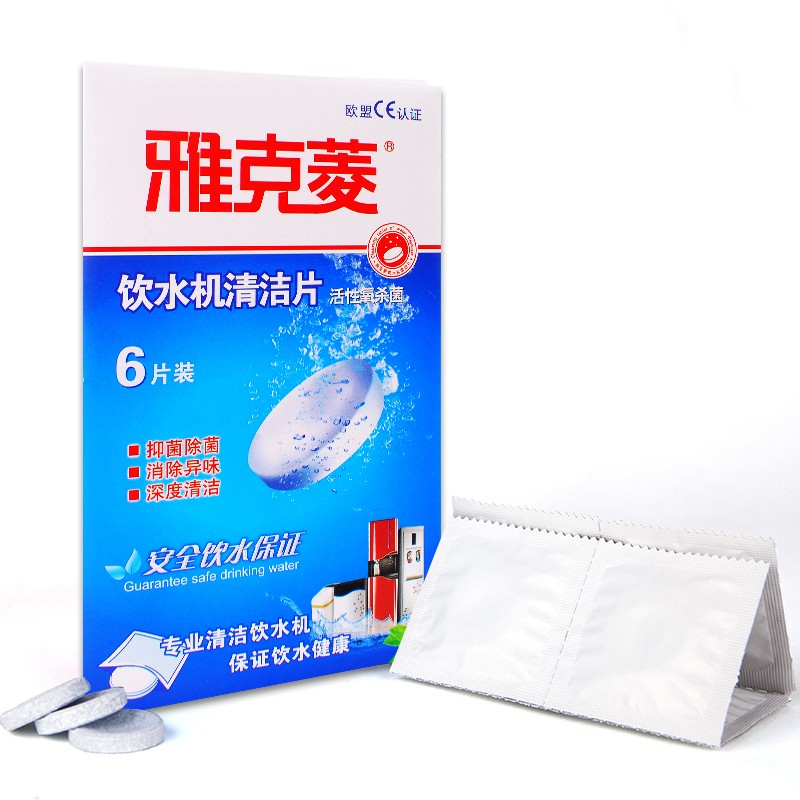 欧盟CE认证
雅克菱®
饮水机清洁片 活性氧杀菌
6片装
■ 抑菌除菌
■ 消除异味
■ 深度清洁
安全饮水保证
Guarantee safe drinking water
专业清洁饮水机
保证饮水健康